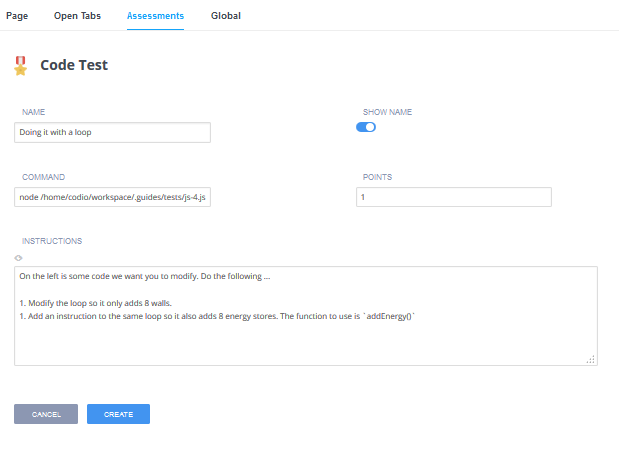 Page Open Tabs Assessments Global
Code Test
NAME SHOW NAME
Doing it with a loop
COMMAND POINTS
node /home/codio/workspace/.guides/tests/js-4.js 1
INSTRUCTIONS
On the left is some code we want you to modify. Do the following ...
1. Modify the loop so it only adds 8 walls.
1. Add an instruction to the same loop so it also adds 8 energy stores. The function to use is `addEnergy()`
CANCEL CREATE